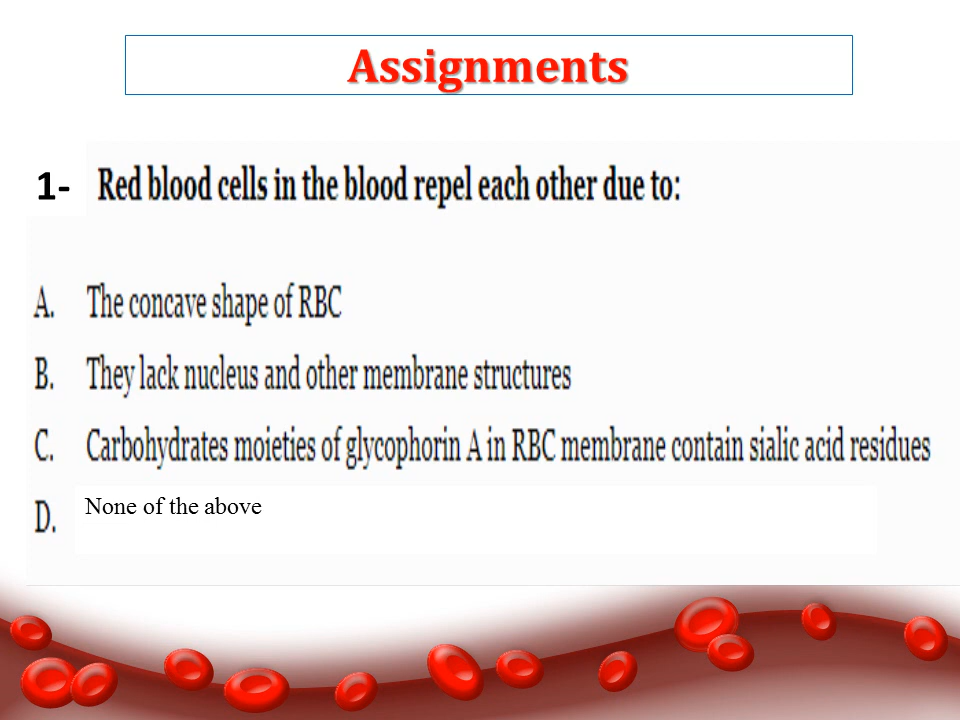 Assignments
1- Red blood cells in the blood repel each other due to:
A. The concave shape of RBC
B. They lack nucleus and other membrane structures
C. Carbohydrates moieties of glycophorin A in RBC membrane contain sialic acid residues
D. None of the above